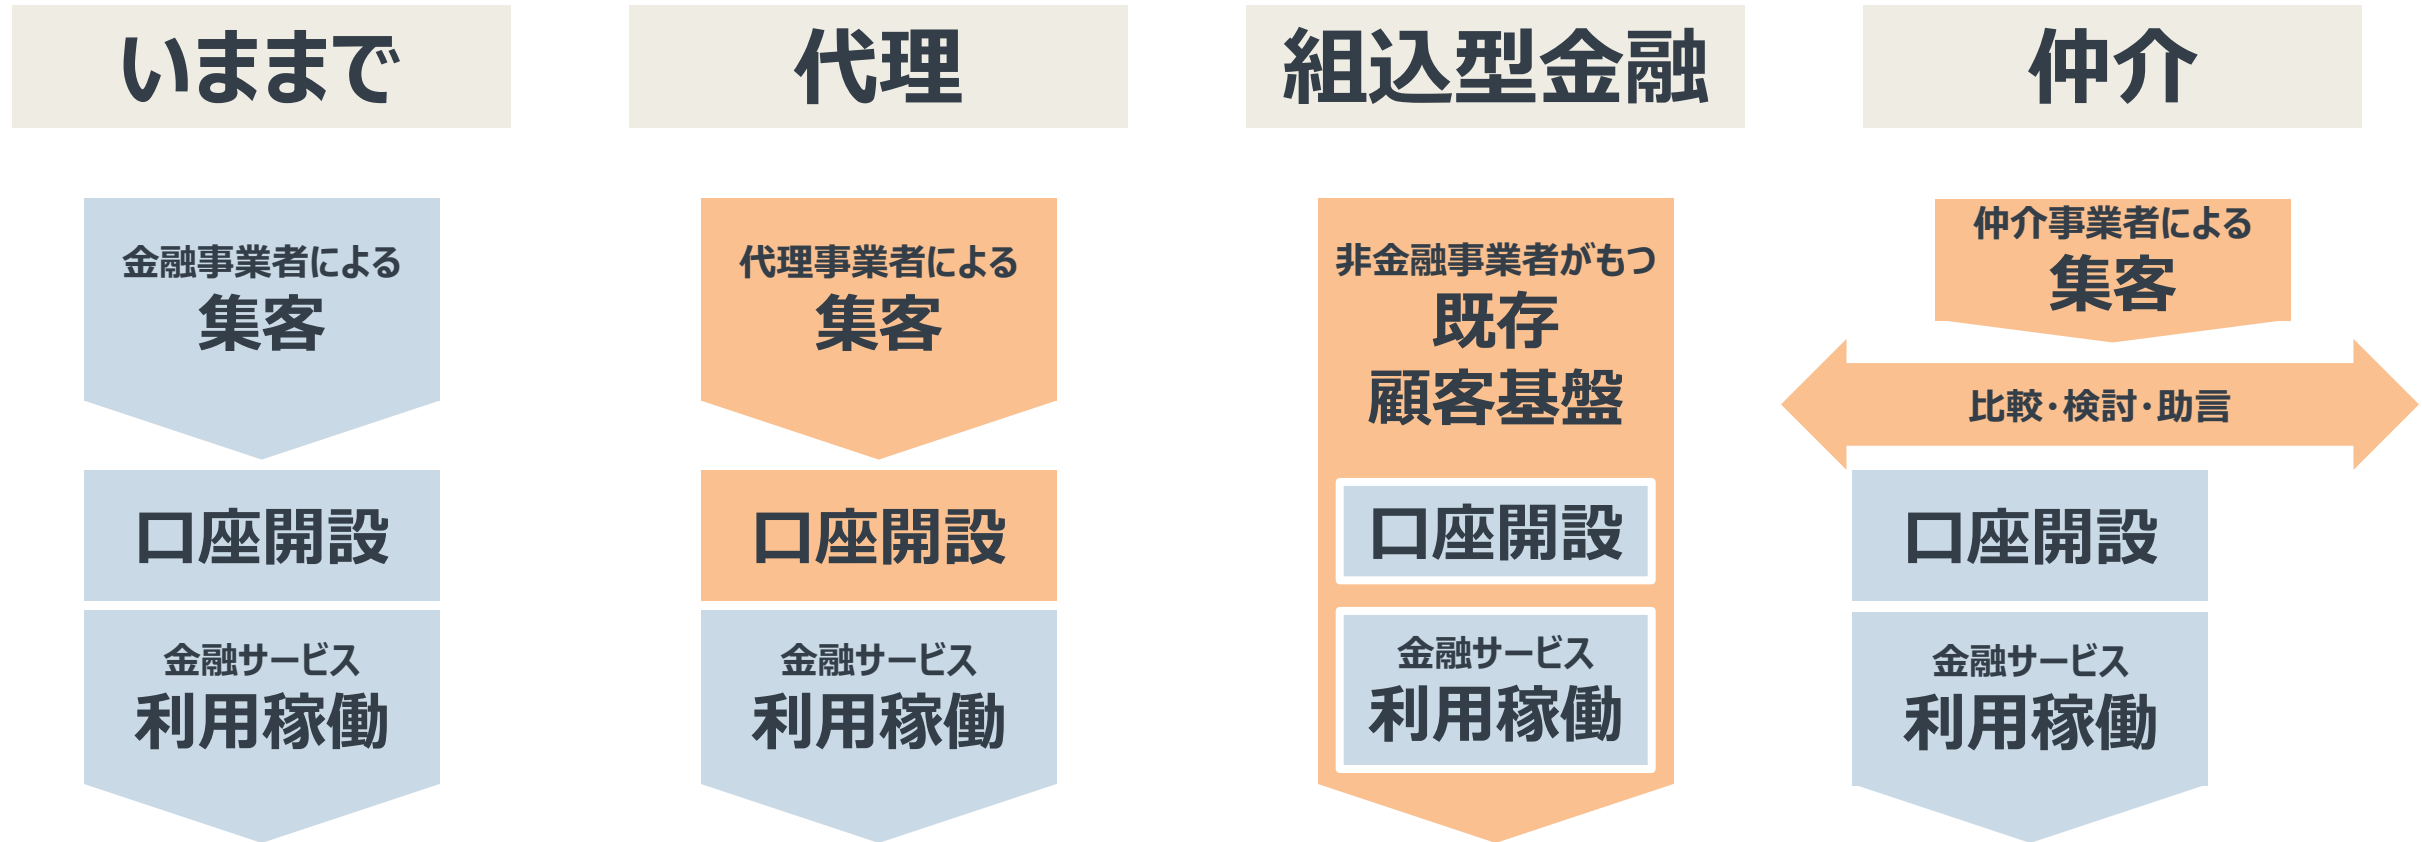 いままで
金融事業者による
集客
口座開設
金融サービス
利用稼働
代理
代理事業者による
集客
口座開設
金融サービス
利用稼働
組込型金融
非金融事業者がもつ
既存
顧客基盤
口座開設
金融サービス
利用稼働
仲介
仲介事業者による
集客
比較・検討・助言
口座開設
金融サービス
利用稼働